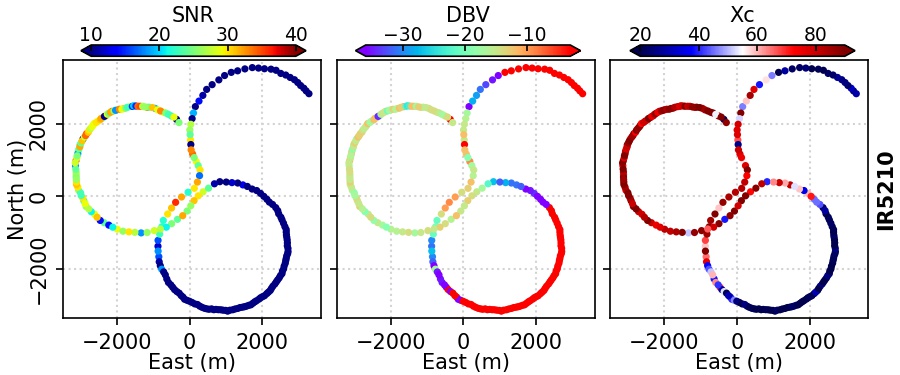 SNR DBV Xc
10 20 30 40 −30 −20 −10 20 40 60 80
2000
0
−2000
North (m)
IR5210
−2000 0 2000 −2000 0 2000 −2000 0 2000
East (m) East (m) East (m)